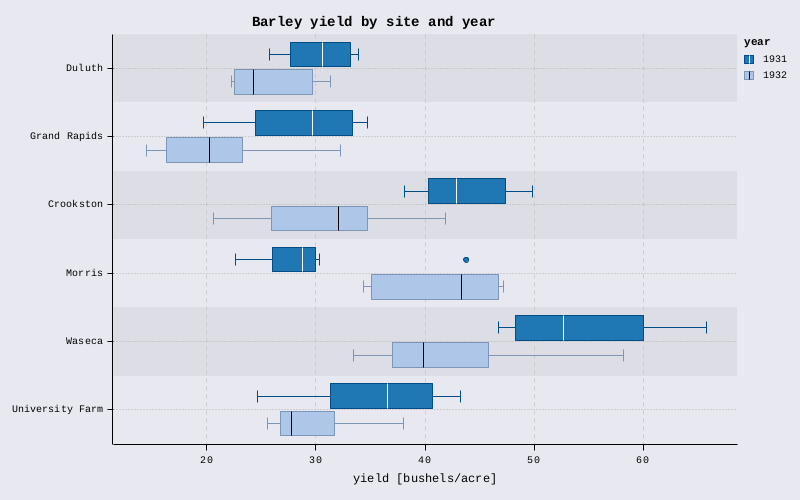 Barley yield by site and year
year
1931
1932
Duluth
Grand Rapids
Crookston
Morris
Waseca
University Farm
20 30 40 50 60
yield [bushels/acre]